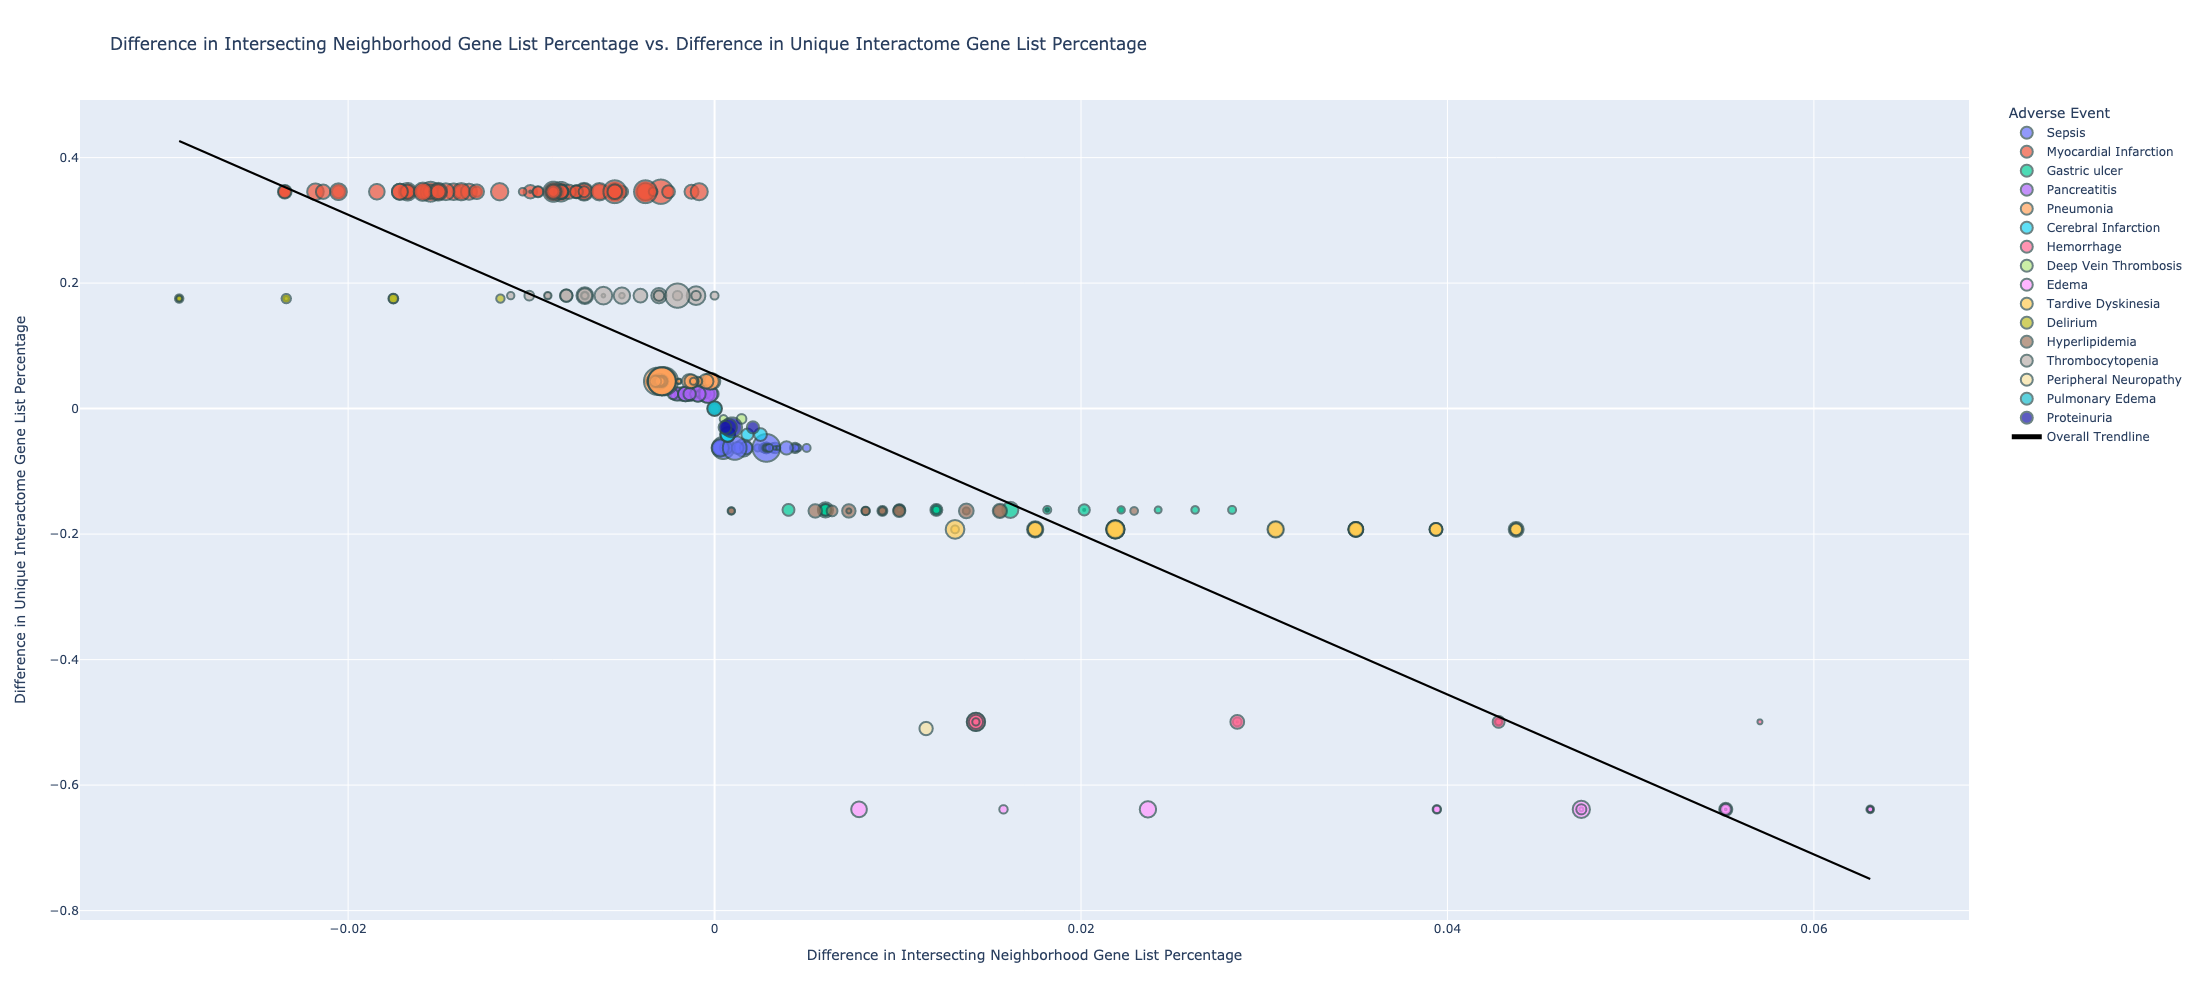 Difference in Intersecting Neighborhood Gene List Percentage vs. Difference in Unique Interactome Gene List Percentage
Adverse Event
Sepsis
Myocardial Infarction
Gastric ulcer
Pancreatitis
Pneumonia
Cerebral Infarction
Hemorrhage
Deep Vein Thrombosis
Edema
Tardive Dyskinesia
Delirium
Hyperlipidemia
Thrombocytopenia
Peripheral Neuropathy
Pulmonary Edema
Proteinuria
Overall Trendline
Difference in Unique Interactome Gene List Percentage
0.4
0.2
0
−0.2
−0.4
−0.6
−0.8
−0.02
0
0.02
0.04
0.06
Difference in Intersecting Neighborhood Gene List Percentage